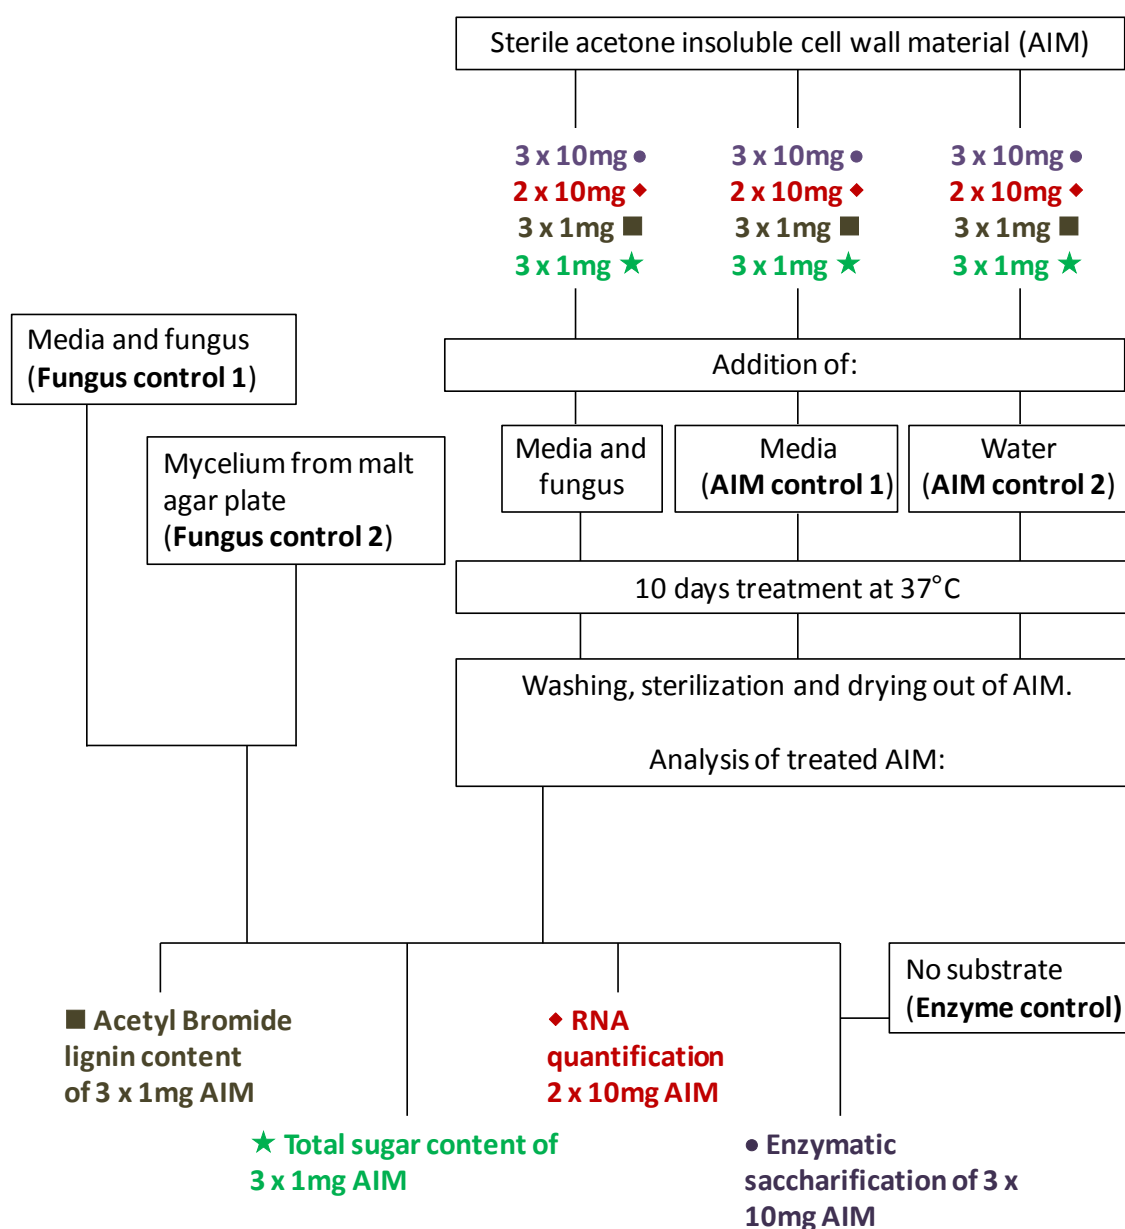 Sterile acetone insoluble cell wall material (AIM)
3 x 10mg ●
2 x 10mg ◆
3 x 1mg ■
3 x 1mg ★
3 x 10mg ●
2 x 10mg ◆
3 x 1mg ■
3 x 1mg ★
3 x 10mg ●
2 x 10mg ◆
3 x 1mg ■
3 x 1mg ★
Media and fungus
(Fungus control 1)
Addition of:
Mycelium from malt
agar plate
(Fungus control 2)
Media and
fungus
Media
(AIM control 1)
Water
(AIM control 2)
10 days treatment at 37°C
Washing, sterilization and drying out of AIM.
Analysis of treated AIM:
No substrate
(Enzyme control)
■ Acetyl Bromide
lignin content
of 3 x 1mg AIM
◆ RNA
quantification
2 x 10mg AIM
★ Total sugar content of
3 x 1mg AIM
● Enzymatic
saccharification of 3 x
10mg AIM